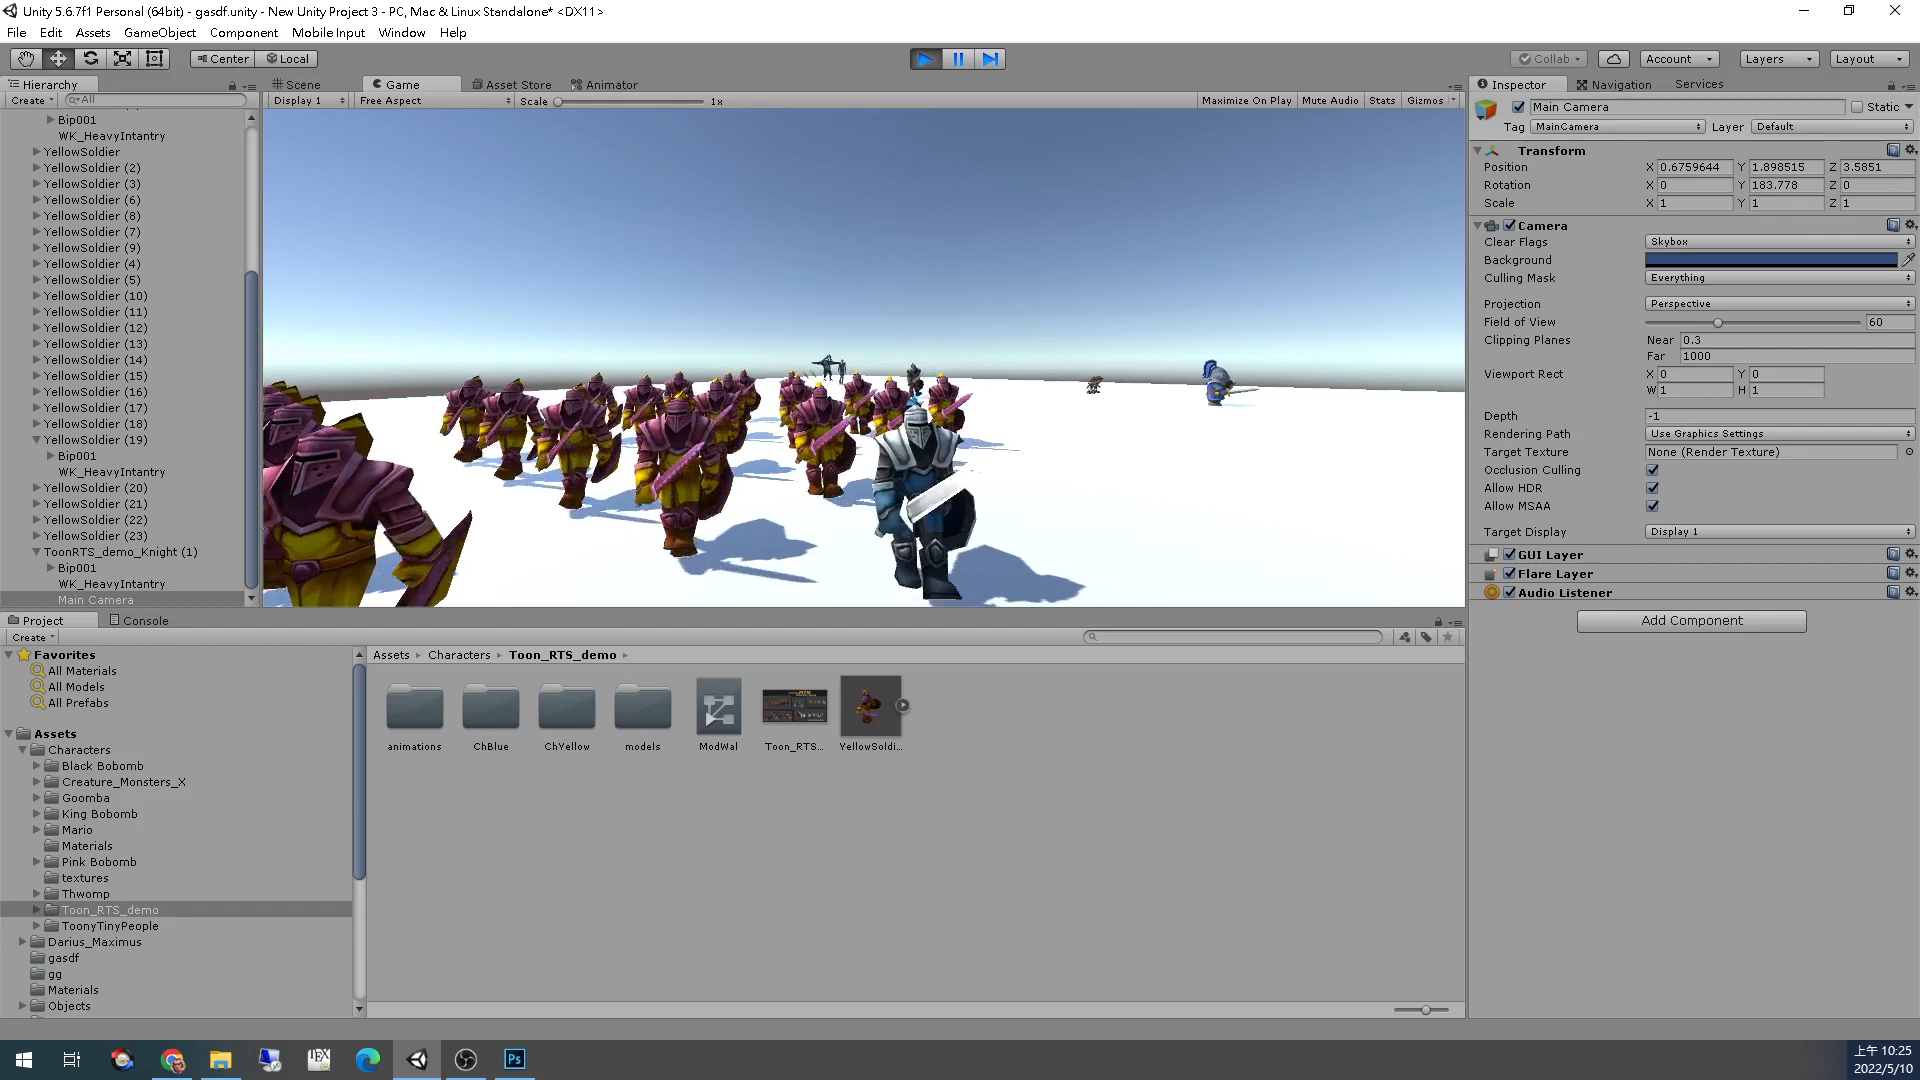 Unity 5.6.7f1 Personal (64bit) - gasdf.unity - New Unity Project 3 - PC, Mac & Linux Standalone* <DX11>
File Edit Assets GameObject Component Mobile Input Window Help
Center Local Collab Account Layers Layout
Hierarchy
Create All
Bip001
WK_HeavyIntantry
YellowSoldier
YellowSoldier (2)
YellowSoldier (3)
YellowSoldier (6)
YellowSoldier (8)
YellowSoldier (7)
YellowSoldier (9)
YellowSoldier (4)
YellowSoldier (5)
YellowSoldier (10)
YellowSoldier (11)
YellowSoldier (12)
YellowSoldier (13)
YellowSoldier (14)
YellowSoldier (15)
YellowSoldier (16)
YellowSoldier (17)
YellowSoldier (18)
YellowSoldier (19)
Bip001
WK_HeavyIntantry
YellowSoldier (20)
YellowSoldier (21)
YellowSoldier (22)
YellowSoldier (23)
ToonRTS_demo_Knight (1)
Bip001
WK_HeavyIntantry
Main Camera
Scene Game Asset Store Animator
Display 1 Free Aspect Scale 1x Maximize On Play Mute Audio Stats Gizmos
Inspector Navigation Services
Main Camera Static
Tag MainCamera Layer Default
Transform
Position X 0.6759644 Y 1.898515 Z 3.5851
Rotation X 0 Y 183.778 Z 0
Scale X 1 Y 1 Z 1
Camera
Clear Flags Skybox
Background
Culling Mask Everything
Projection Perspective
Field of View 60
Clipping Planes Near 0.3
Far 1000
Viewport Rect X 0 Y 0
W 1 H 1
Depth -1
Rendering Path Use Graphics Settings
Target Texture None (Render Texture)
Occlusion Culling
Allow HDR
Allow MSAA
Target Display Display 1
GUI Layer
Flare Layer
Audio Listener
Add Component
Project Console
Create
Favorites
All Materials
All Models
All Prefabs
Assets
Characters
Black Bobomb
Creature_Monsters_X
Goomba
King Bobomb
Mario
Materials
Pink Bobomb
textures
Thwomp
Toon_RTS_demo
ToonyTinyPeople
Darius_Maximus
gasdf
gg
Materials
Objects
Assets Characters Toon_RTS_demo
animations ChBlue ChYellow models ModWal Toon_RTS... YellowSoldi...
TEX Ps
上午 10:25
2022/5/10